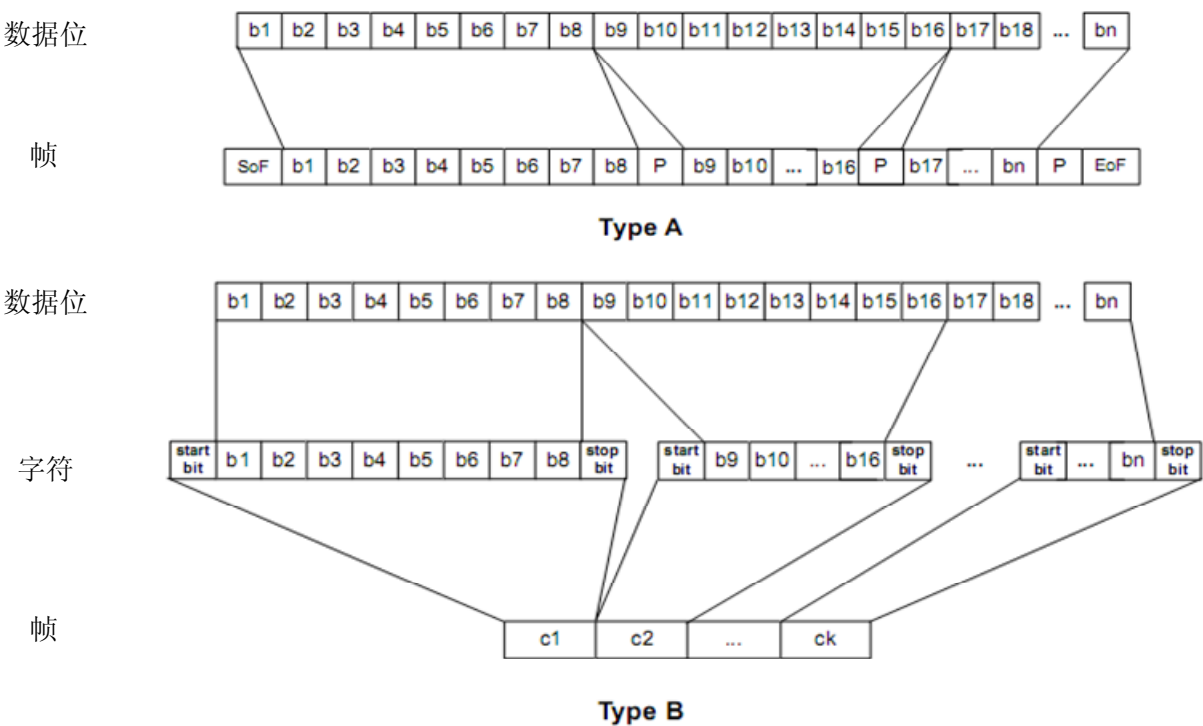 数据位 b1 b2 b3 b4 b5 b6 b7 b8 b9 b10 b11 b12 b13 b14 b15 b16 b17 b18 ... bn
帧 SoF b1 b2 b3 b4 b5 b6 b7 b8 P b9 b10 ... b16 P b17 ... bn P EoF
Type A
数据位 b1 b2 b3 b4 b5 b6 b7 b8 b9 b10 b11 b12 b13 b14 b15 b16 b17 b18 ... bn
字符 start bit b1 b2 b3 b4 b5 b6 b7 b8 stop bit start bit b9 b10 ... b16 stop bit ... start bit ... bn stop bit
帧 c1 c2 ... ck
Type B